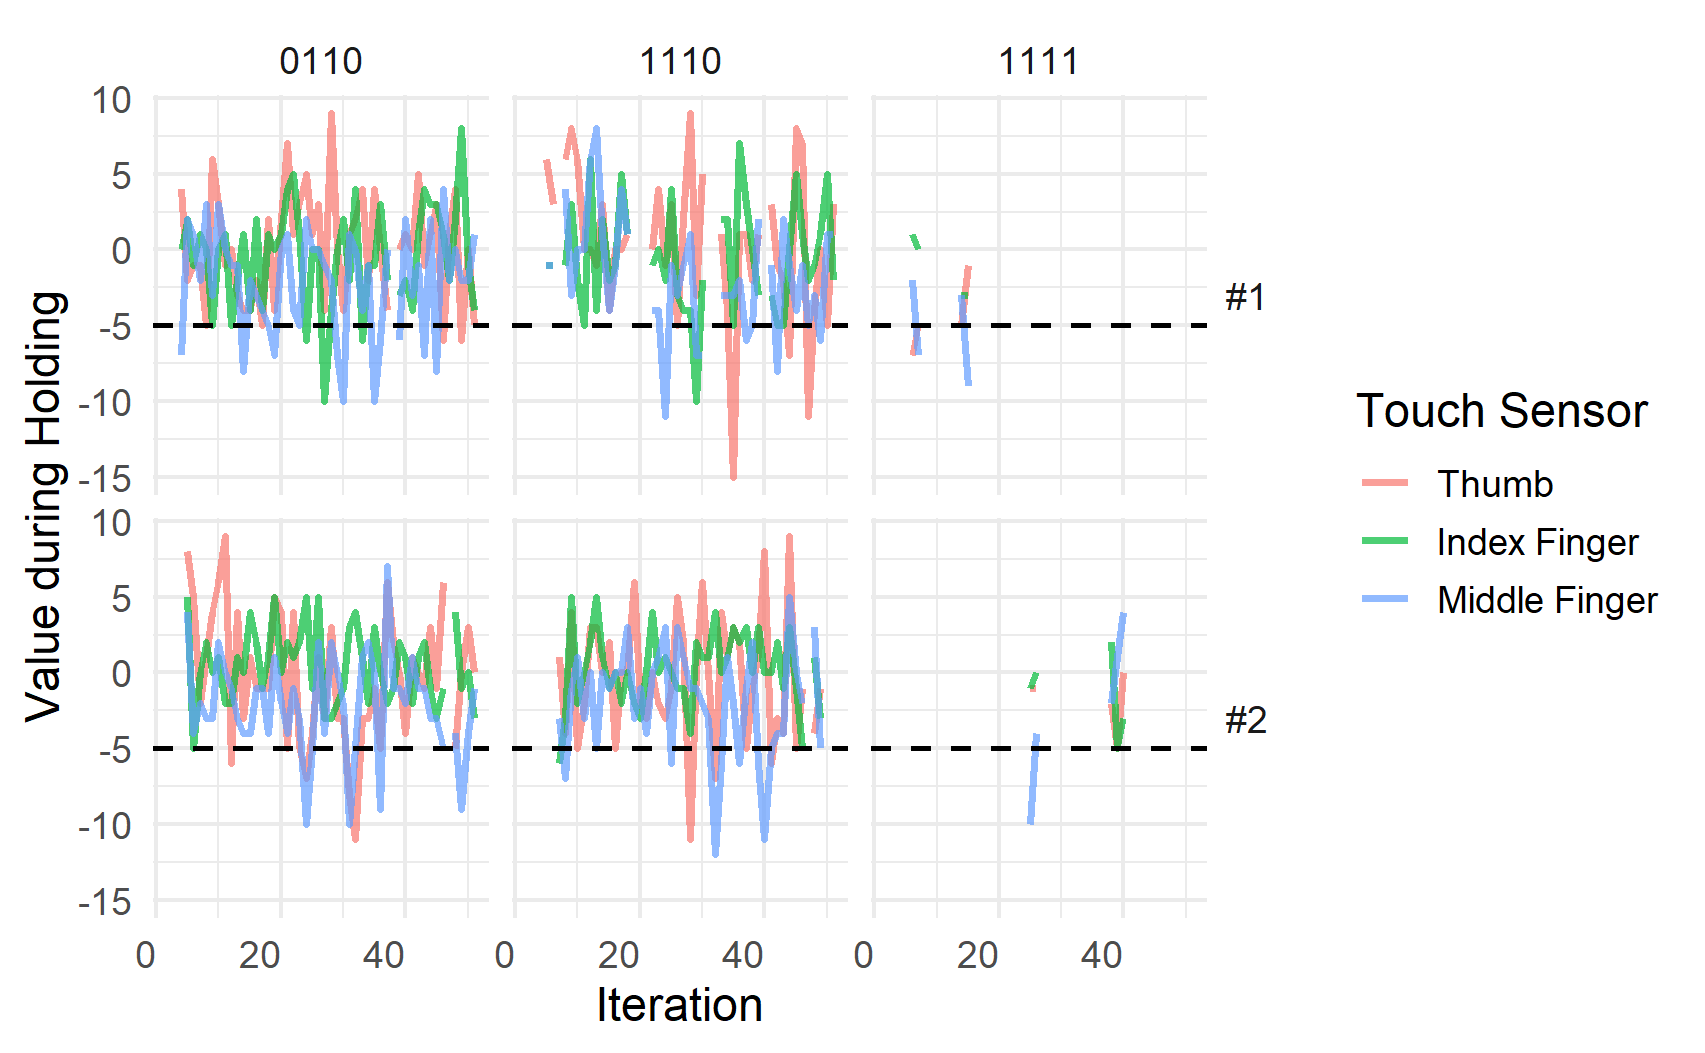 0110 1110 1111
10
5
0
-5
-10
-15
#1
10
5
0
-5
-10
-15
#2
0 20 40 0 20 40 0 20 40
Iteration
Value during Holding
Touch Sensor
Thumb
Index Finger
Middle Finger